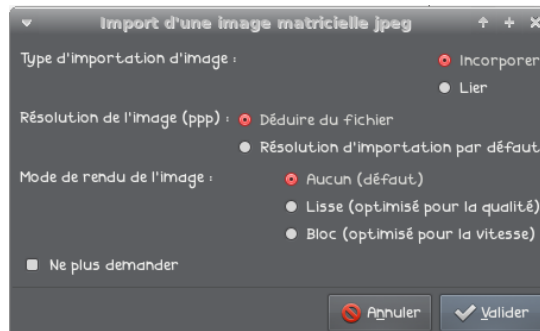 Import d'une image matricielle jpeg
Type d'importation d'image : Incorporer
Lier
Résolution de l'image (ppp) : Déduire du fichier
Résolution d'importation par défaut
Mode de rendu de l'image : Aucun (défaut)
Lisse (optimisé pour la qualité)
Bloc (optimisé pour la vitesse)
Ne plus demander
Annuler Valider